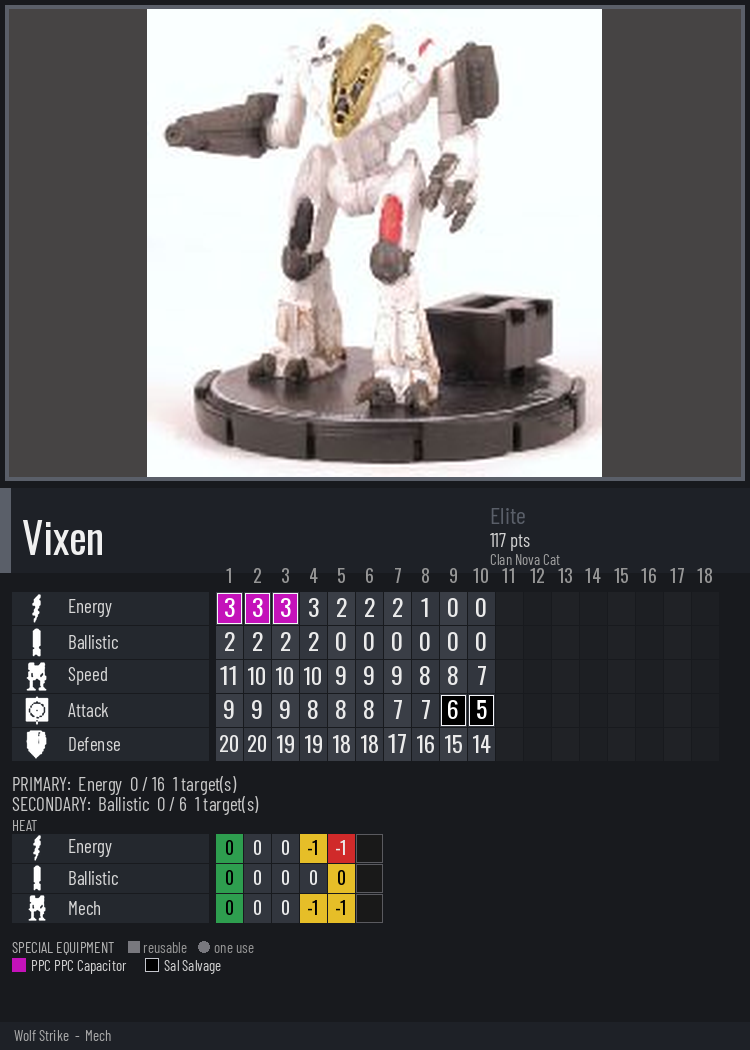 Vixen
Elite
117 pts
Clan Nova Cat
1 2 3 4 5 6 7 8 9 10 11 12 13 14 15 16 17 18
Energy 3 3 3 3 2 2 2 1 0 0
Ballistic 2 2 2 2 0 0 0 0 0 0
Speed 11 10 10 10 9 9 9 8 8 7
Attack 9 9 9 8 8 8 7 7 6 5
Defense 20 20 19 19 18 18 17 16 15 14
PRIMARY: Energy 0 / 16 1 target(s)
SECONDARY: Ballistic 0 / 6 1 target(s)
HEAT
Energy 0 0 0 -1 -1
Ballistic 0 0 0 0 0
Mech 0 0 0 -1 -1
SPECIAL EQUIPMENT reusable one use
PPC PPC Capacitor Sal Salvage
Wolf Strike - Mech